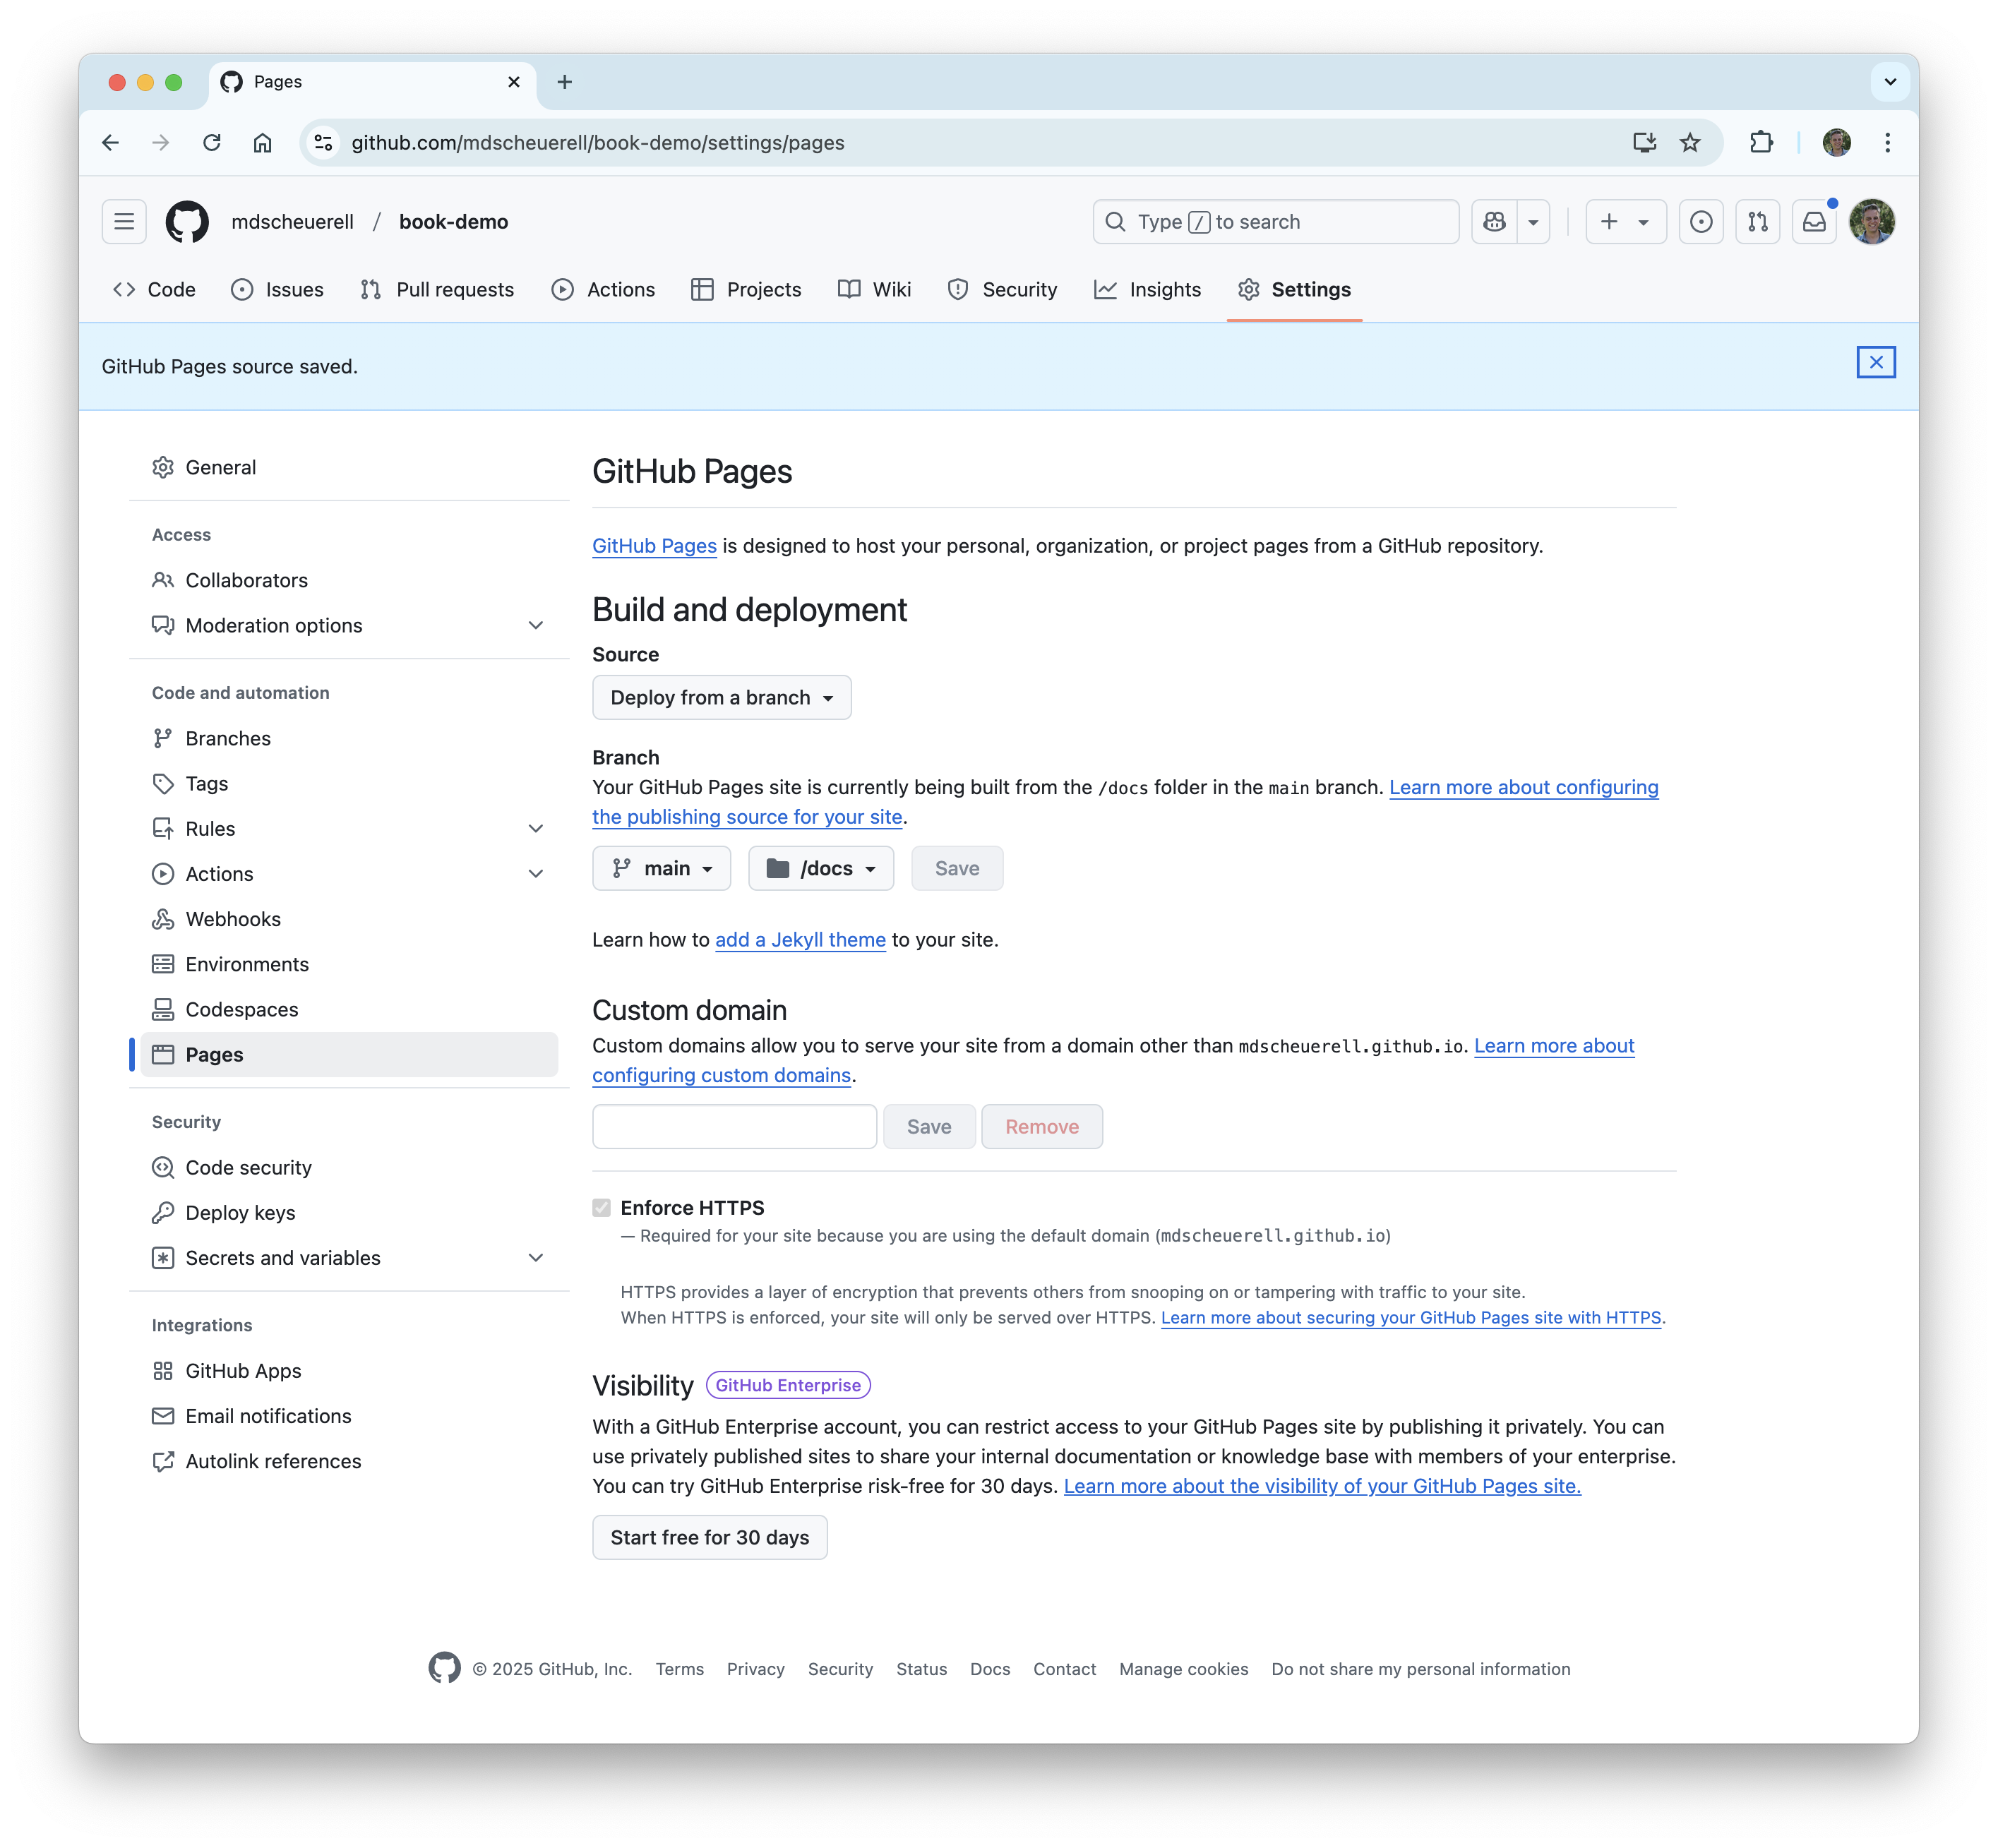 Pages
github.com/mdscheuerell/book-demo/settings/pages
mdscheuerell / book-demo
Type / to search
Code Issues Pull requests Actions Projects Wiki Security Insights Settings
GitHub Pages source saved.
General
Access
Collaborators
Moderation options
Code and automation
Branches
Tags
Rules
Actions
Webhooks
Environments
Codespaces
Pages
Security
Code security
Deploy keys
Secrets and variables
Integrations
GitHub Apps
Email notifications
Autolink references
GitHub Pages
GitHub Pages is designed to host your personal, organization, or project pages from a GitHub repository.
Build and deployment
Source
Deploy from a branch
Branch
Your GitHub Pages site is currently being built from the /docs folder in the main branch. Learn more about configuring
the publishing source for your site.
main /docs Save
Learn how to add a Jekyll theme to your site.
Custom domain
Custom domains allow you to serve your site from a domain other than mdscheuerell.github.io. Learn more about
configuring custom domains.
Save Remove
Enforce HTTPS
— Required for your site because you are using the default domain (mdscheuerell.github.io)
HTTPS provides a layer of encryption that prevents others from snooping on or tampering with traffic to your site.
When HTTPS is enforced, your site will only be served over HTTPS. Learn more about securing your GitHub Pages site with HTTPS.
Visibility GitHub Enterprise
With a GitHub Enterprise account, you can restrict access to your GitHub Pages site by publishing it privately. You can
use privately published sites to share your internal documentation or knowledge base with members of your enterprise.
You can try GitHub Enterprise risk-free for 30 days. Learn more about the visibility of your GitHub Pages site.
Start free for 30 days
© 2025 GitHub, Inc. Terms Privacy Security Status Docs Contact Manage cookies Do not share my personal information